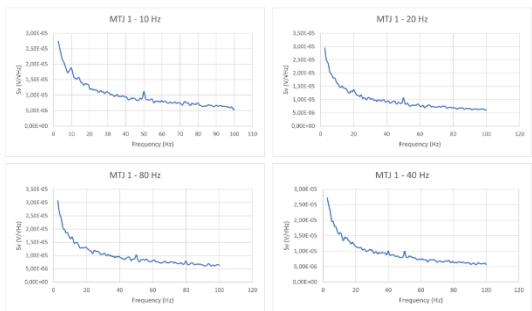 MTJ 1 - 10 Hz
3,00E-05
2,50E-05
2,00E-05
1,50E-05
1,00E-05
5,00E-06
0,00E+00
Sv (V/√Hz)
0 10 20 30 40 50 60 70 80 90 100 110
Frequency (Hz)
MTJ 1 - 20 Hz
3,50E-05
3,00E-05
2,50E-05
2,00E-05
1,50E-05
1,00E-05
5,00E-06
0,00E+00
Sv (V/√Hz)
0 20 40 60 80 100 120
Frequency (Hz)
MTJ 1 - 80 Hz
3,50E-05
3,00E-05
2,50E-05
2,00E-05
1,50E-05
1,00E-05
5,00E-06
0,00E+00
Sv (V/√Hz)
0 20 40 60 80 100 120
Frequency (Hz)
MTJ 1 - 40 Hz
3,00E-05
2,50E-05
2,00E-05
1,50E-05
1,00E-05
5,00E-06
0,00E+00
Sv (V/√Hz)
0 20 40 60 80 100 120
Frequency (Hz)